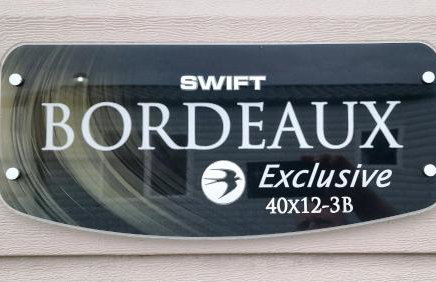 SWIFT
BORDEAUX
Exclusive
40X12-3B